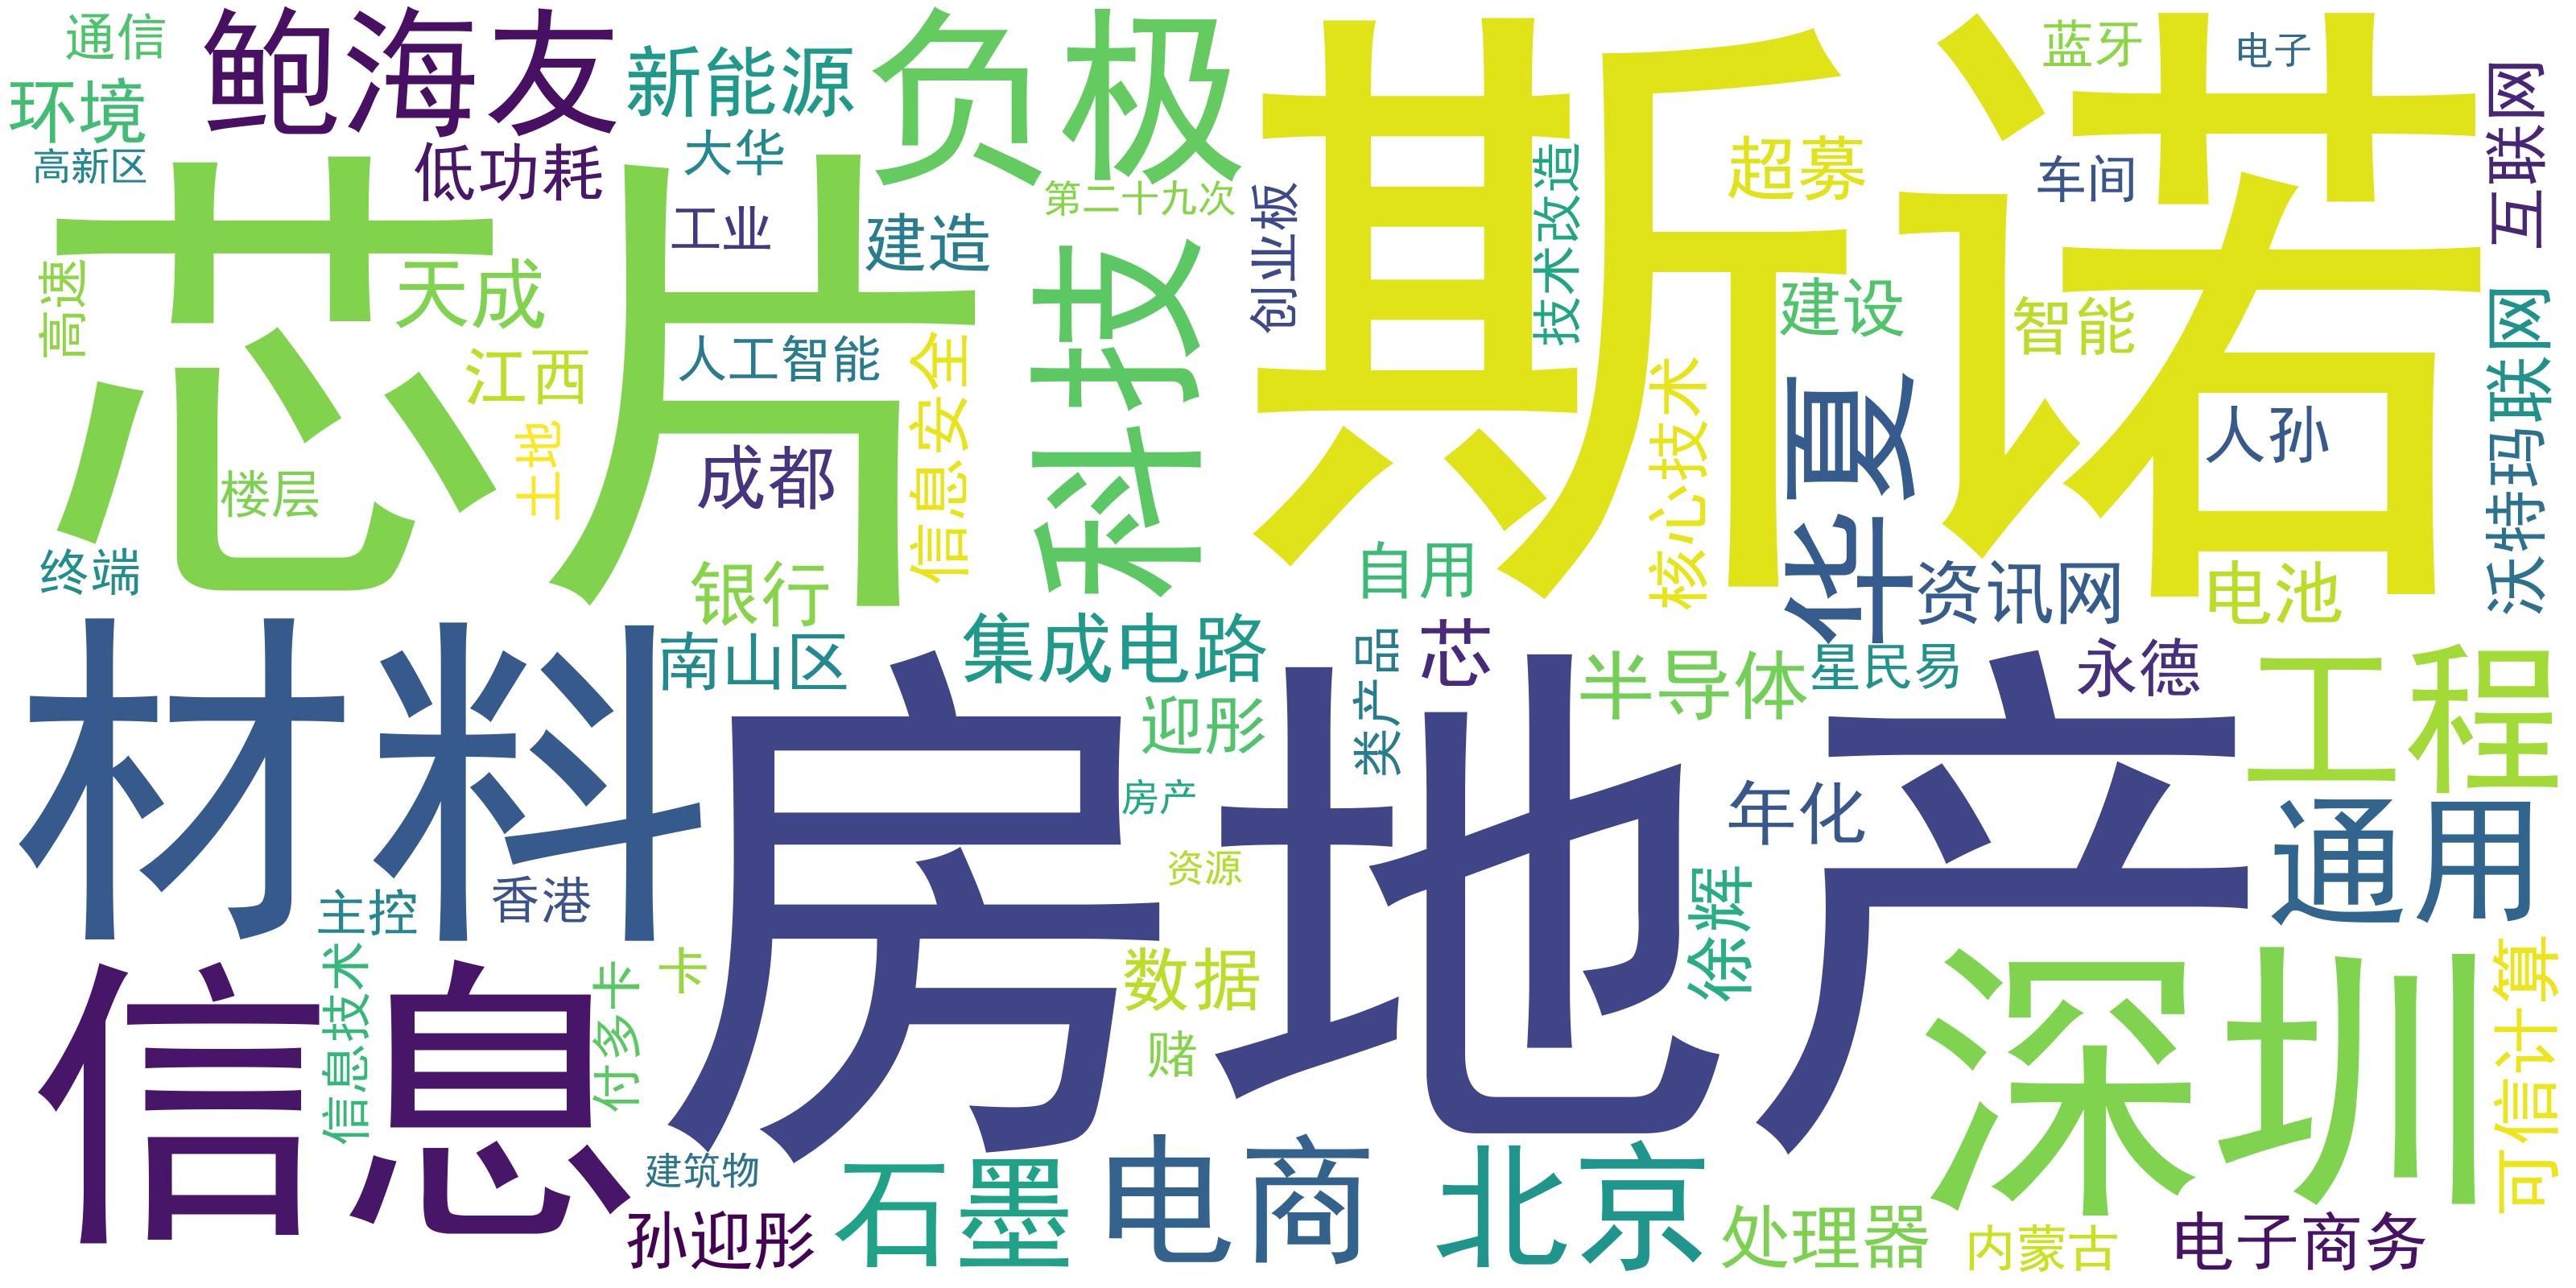 通信
鲍海友
新能源
负极
斯诺
蓝牙
电子
互联网
环境
高新区
低功耗
大华
第二十九次
创业板
技术改造
超募
车间
芯片
工业
建造
科技
高速
天成
建设
智能
江西
人工智能
信息安全
核心技术
华夏
人孙
沃特玛联网
楼层
土地
成都
终端
银行
自用
资讯网
电池
材料
南山区
集成电路
类产品
芯
半导体
星民易
永德
工程
迎彤
房地产
房产
年化
通用
资源
香港
主控
徐辉
信息
信息技术
付多卡
卡
数据
深圳
可信计算
赌
建筑物
孙迎彤
石墨
电商
北京
处理器
内蒙古
电子商务